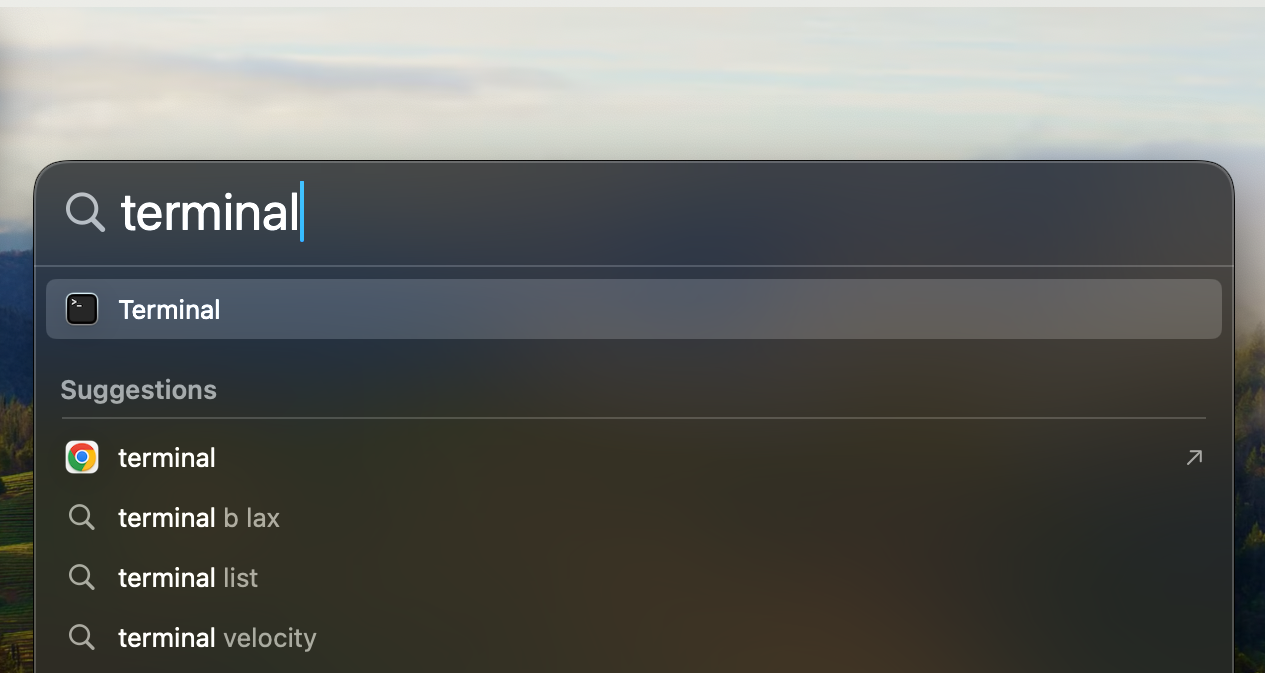 terminal
Terminal
Suggestions
terminal
terminal b lax
terminal list
terminal velocity